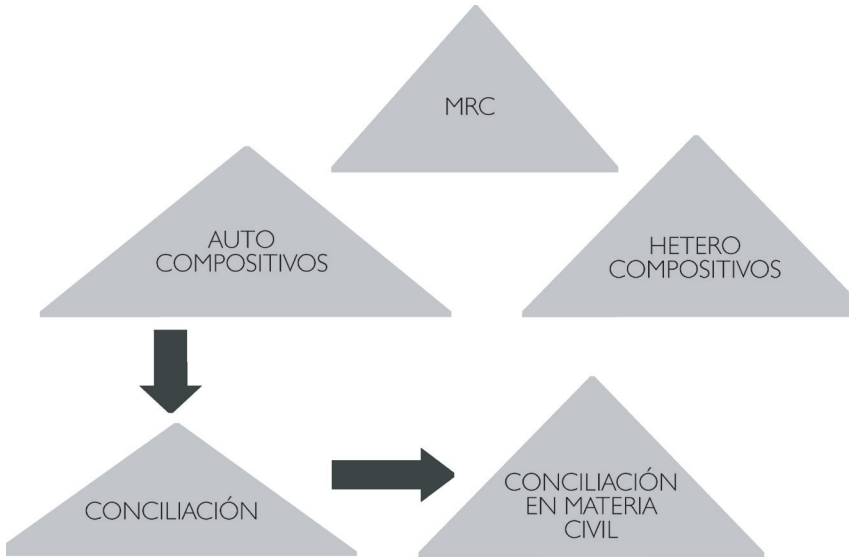 MRC
AUTO
COMPOSITIVOS
HETERO
COMPOSITIVOS
CONCILIACIÓN
CONCILIACIÓN
EN MATERIA
CIVIL